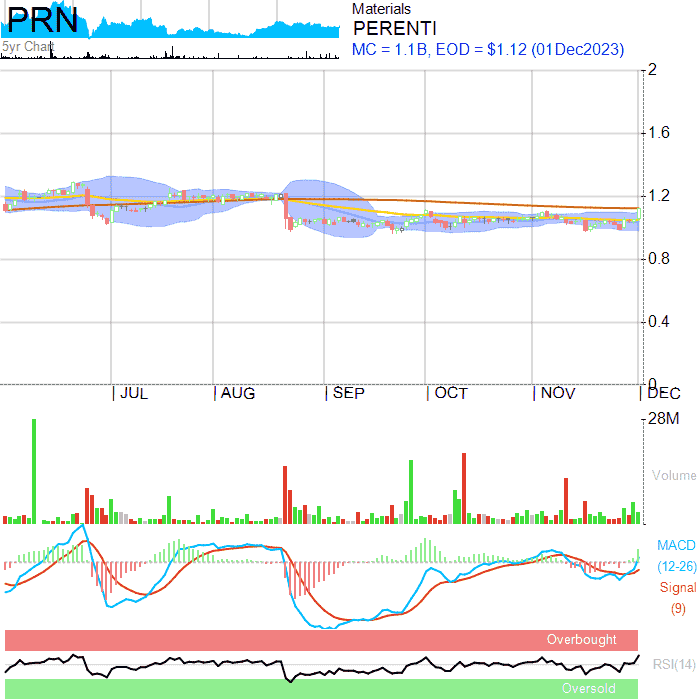 PRN
5yr Chart
Materials
PERENTI
MC = 1.1B, EOD = $1.12 (01Dec2023)
2
1.6
1.2
0.8
0.4
0
JUL AUG SEP OCT NOV DEC
28M
Volume
MACD
(12-26)
Signal
(9)
Overbought
RSI(14)
Oversold